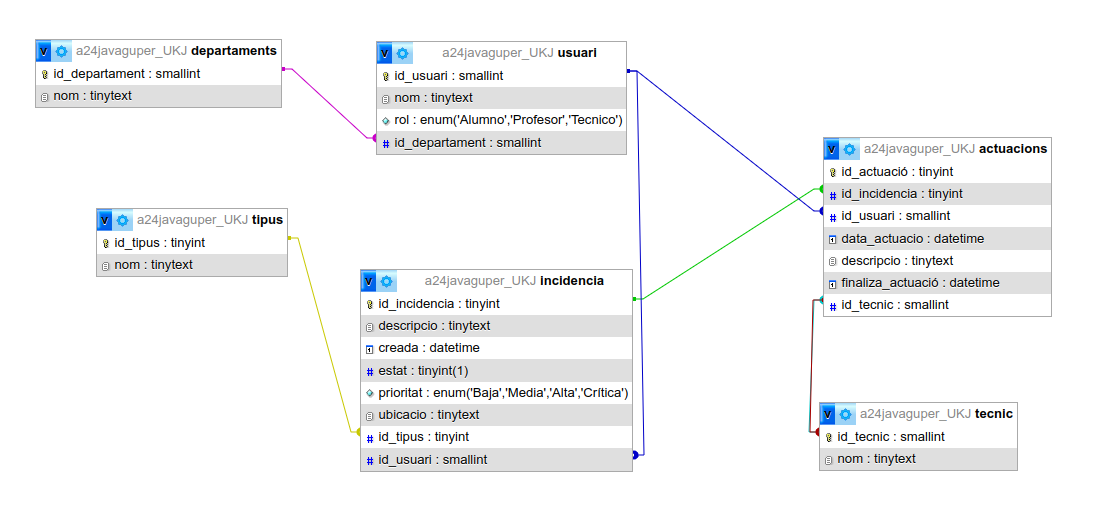 v a24javaguper_UKJ departaments
id_departament : smallint
nom : tinytext
v a24javaguper_UKJ usuari
id_usuari : smallint
nom : tinytext
rol : enum('Alumno','Profesor','Tecnico')
# id_departament : smallint
v a24javaguper_UKJ actuacions
id_actuació : tinyint
# id_incidencia : tinyint
# id_usuari : smallint
data_actuacio : datetime
descripcio : tinytext
finaliza_actuació : datetime
# id_tecnic : smallint
v a24javaguper_UKJ tipus
id_tipus : tinyint
nom : tinytext
v a24javaguper_UKJ incidencia
id_incidencia : tinyint
descripcio : tinytext
creada : datetime
# estat : tinyint(1)
prioritat : enum('Baja','Media','Alta','Crítica')
ubicacio : tinytext
# id_tipus : tinyint
# id_usuari : smallint
v a24javaguper_UKJ tecnic
id_tecnic : smallint
nom : tinytext